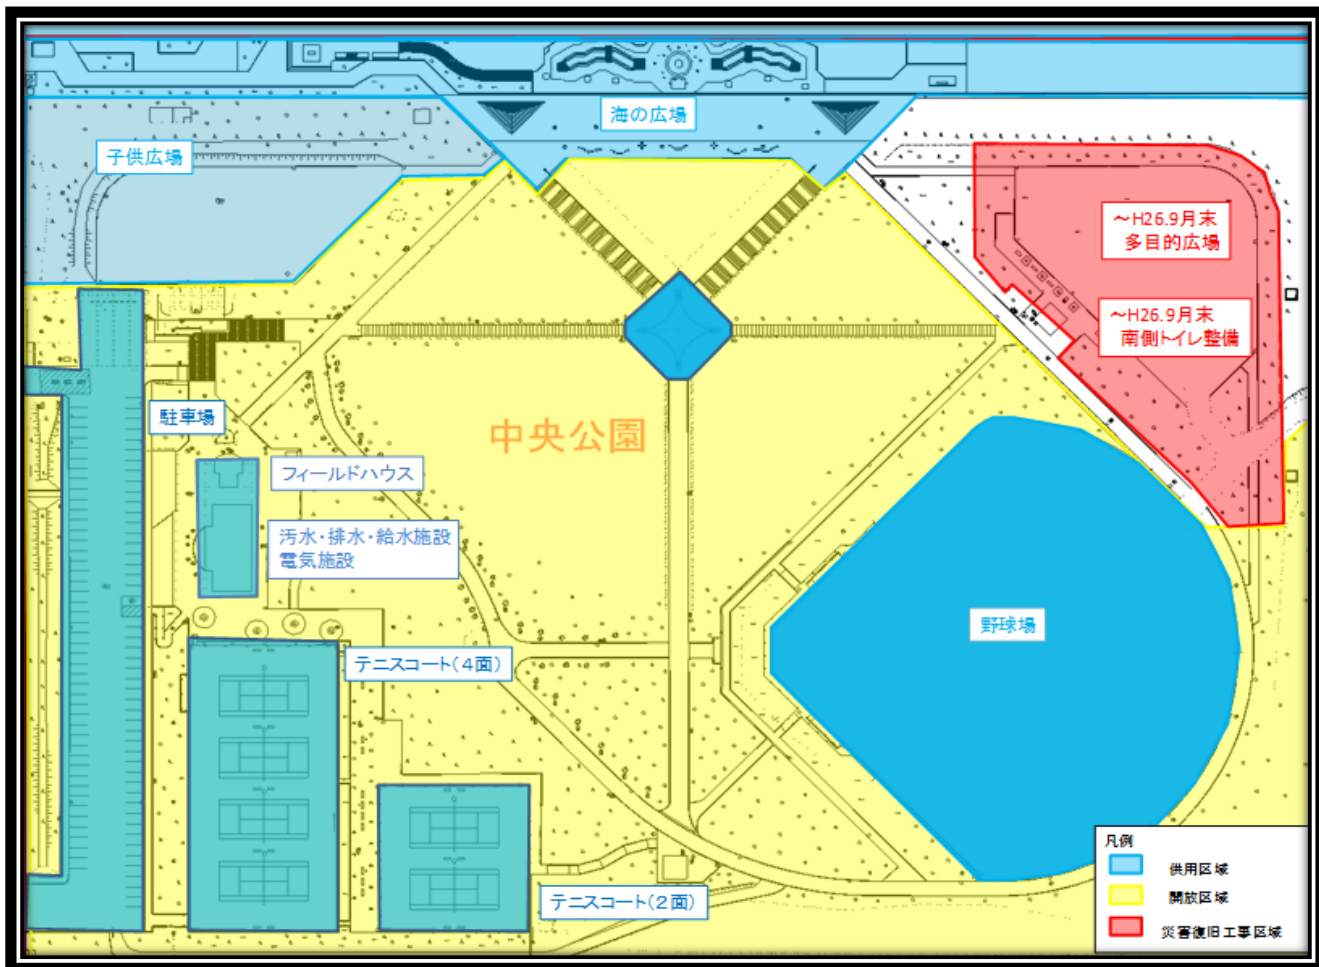 海の広場
子供広場
～H26.9月末
多目的広場
～H26.9月末
南側トイレ整備
駐車場
中央公園
フィールドハウス
汚水・排水・給水施設
電気施設
野球場
テニスコート(4面)
テニスコート(2面)
凡例
供用区域
開放区域
災害復旧工事区域